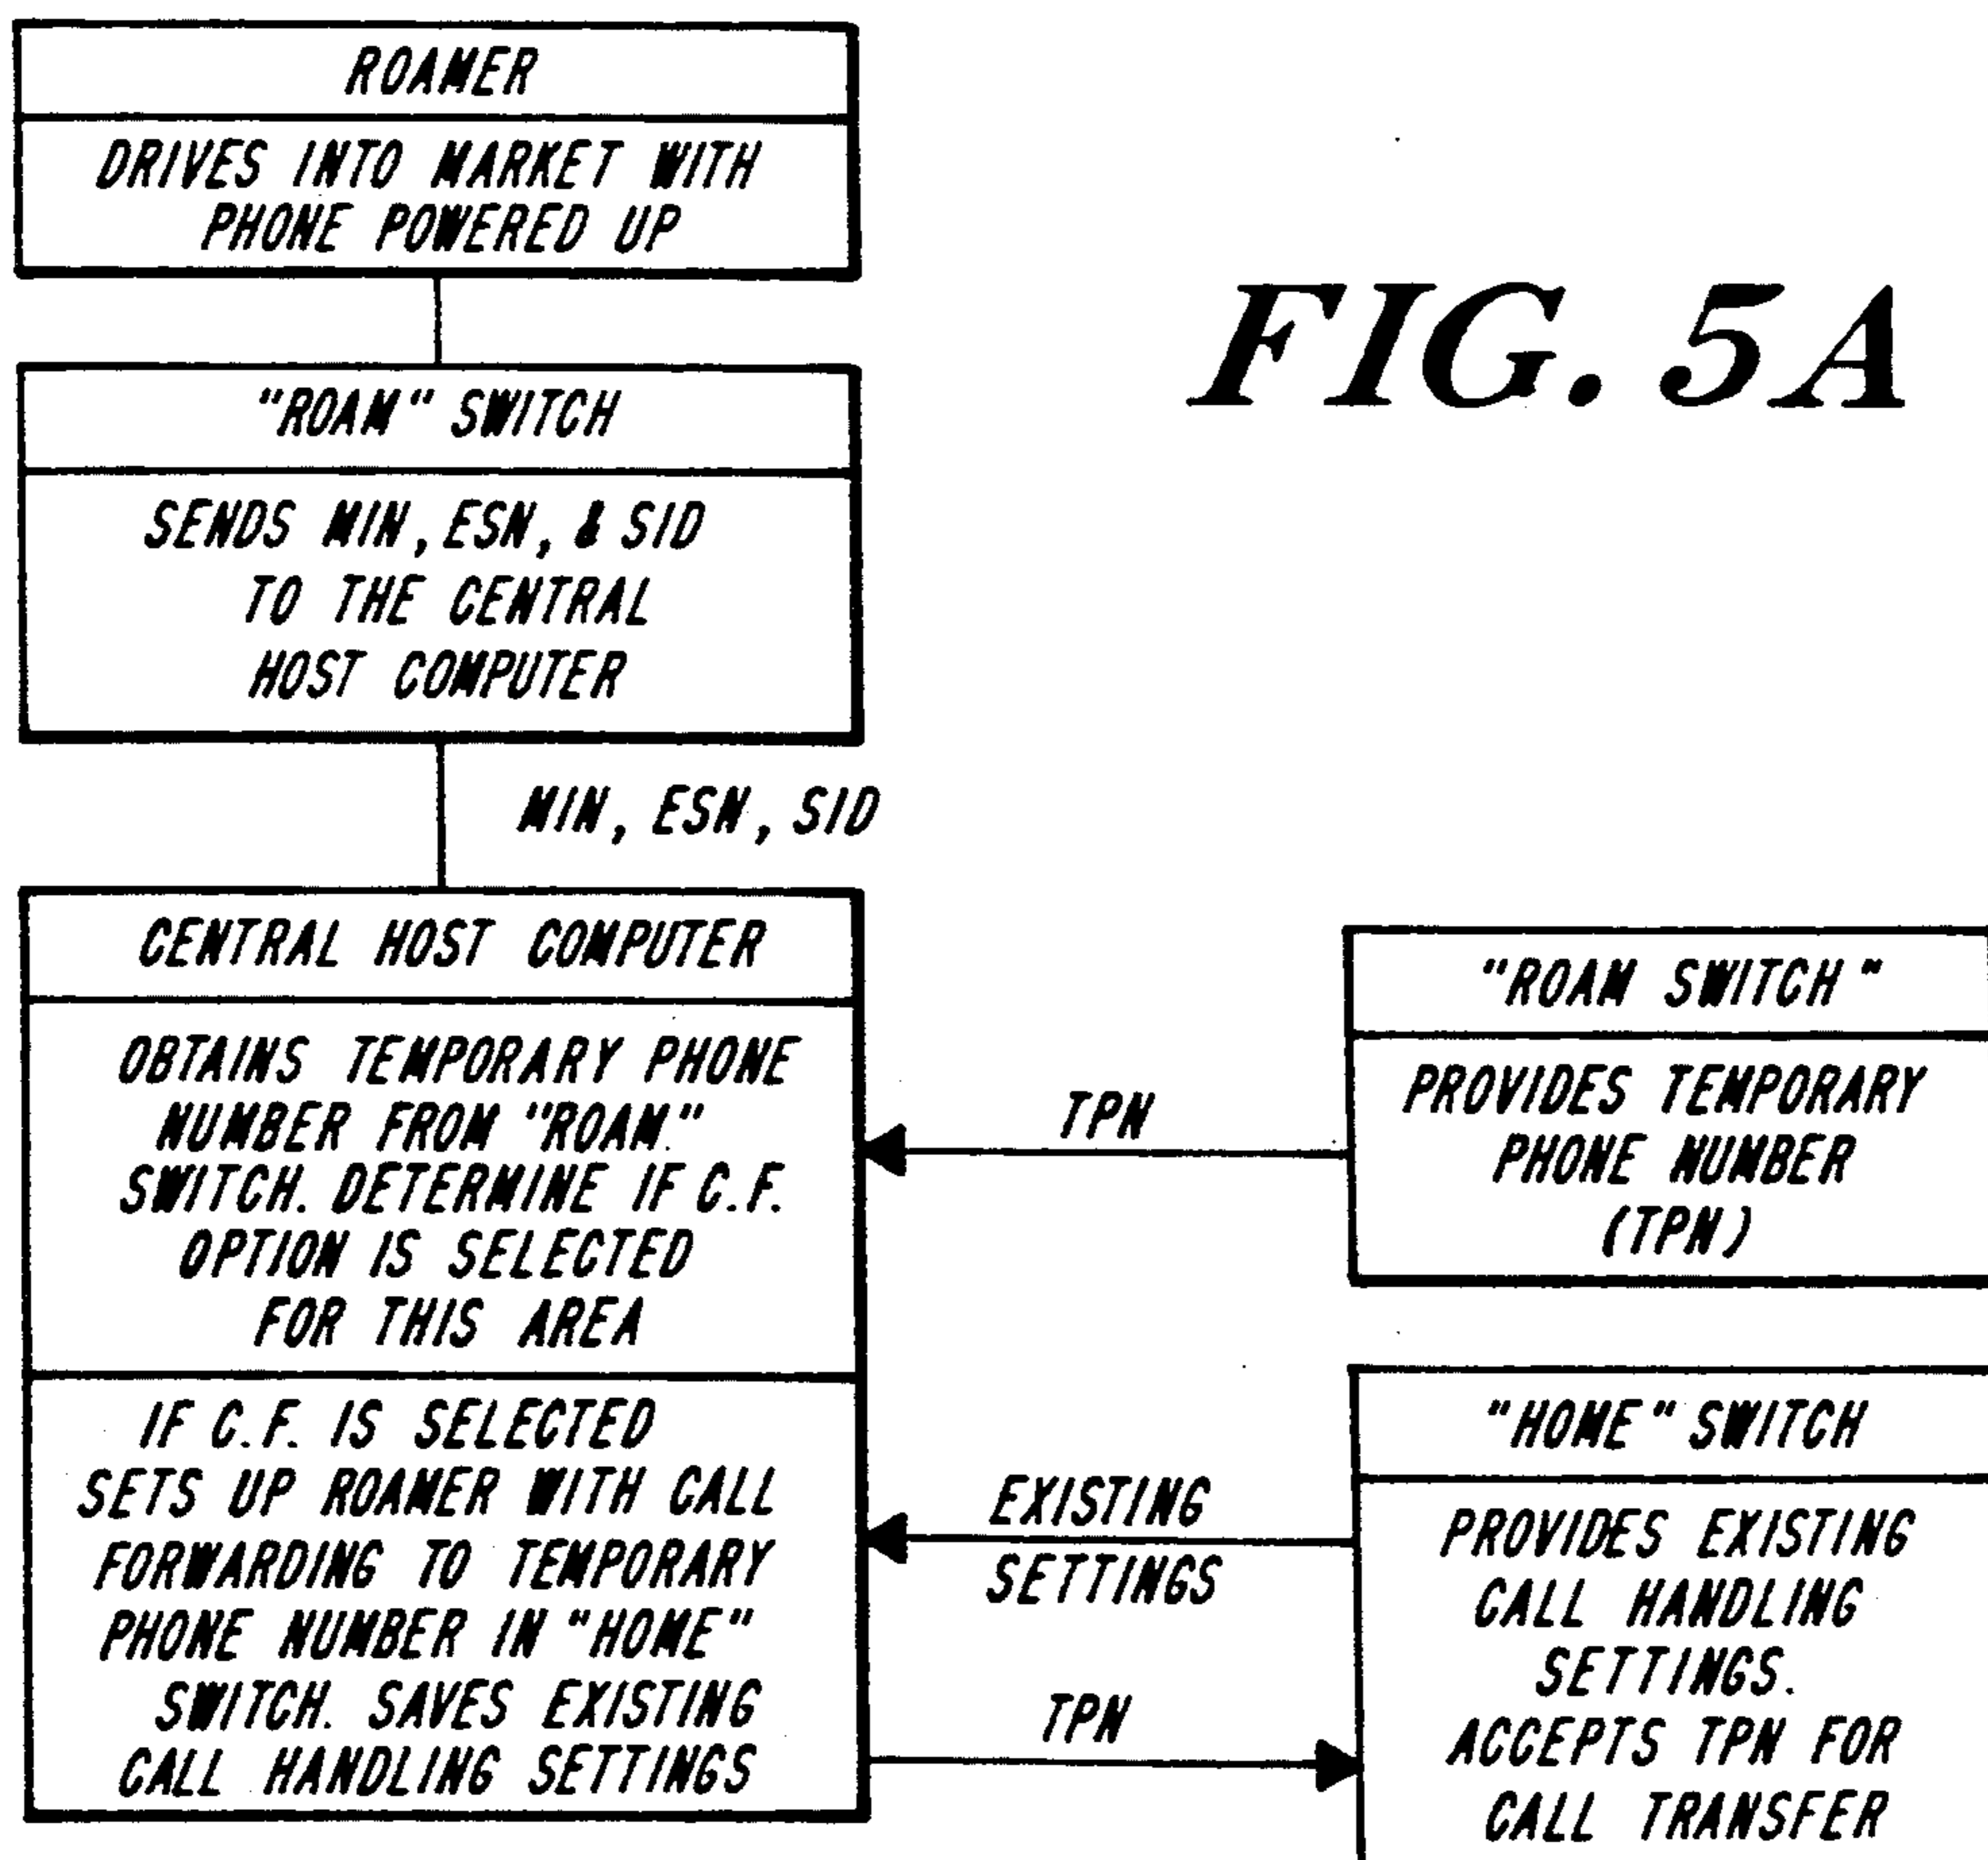 ROAMER
DRIVES INTO MARKET WITH
PHONE POWERED UP
FIG. 5A
"ROAM" SWITCH
SENDS MIN, ESN, & SID
TO THE CENTRAL
HOST COMPUTER
MIN, ESN, SID
CENTRAL HOST COMPUTER
OBTAINS TEMPORARY PHONE
NUMBER FROM "ROAM."
SWITCH. DETERMINE IF C.F.
OPTION IS SELECTED
FOR THIS AREA
TPN
"ROAM SWITCH"
PROVIDES TEMPORARY
PHONE NUMBER
(TPN)
IF C.F. IS SELECTED
SETS UP ROAMER WITH CALL
FORWARDING TO TEMPORARY
PHONE NUMBER IN "HOME"
SWITCH. SAVES EXISTING
CALL HANDLING SETTINGS
EXISTING
SETTINGS
TPN
"HOME" SWITCH
PROVIDES EXISTING
CALL HANDLING
SETTINGS.
ACCEPTS TPN FOR
CALL TRANSFER